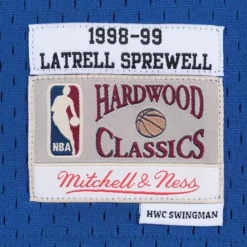 1998-99
LATRELL SPREWELL
NBA
HARDWOOD
CLASSICS
Mitchell & Ness
HWC SWINGMAN